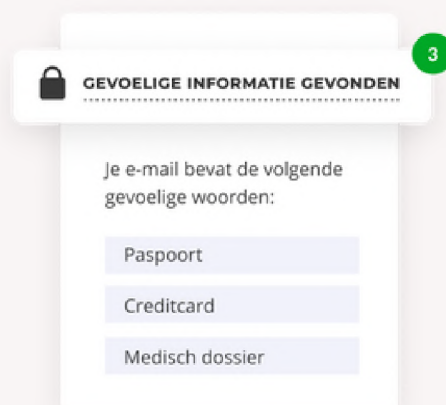 3
GEVOELIGE INFORMATIE GEVONDEN
Je e-mail bevat de volgende
gevoelige woorden:
Paspoort
Creditcard
Medisch dossier